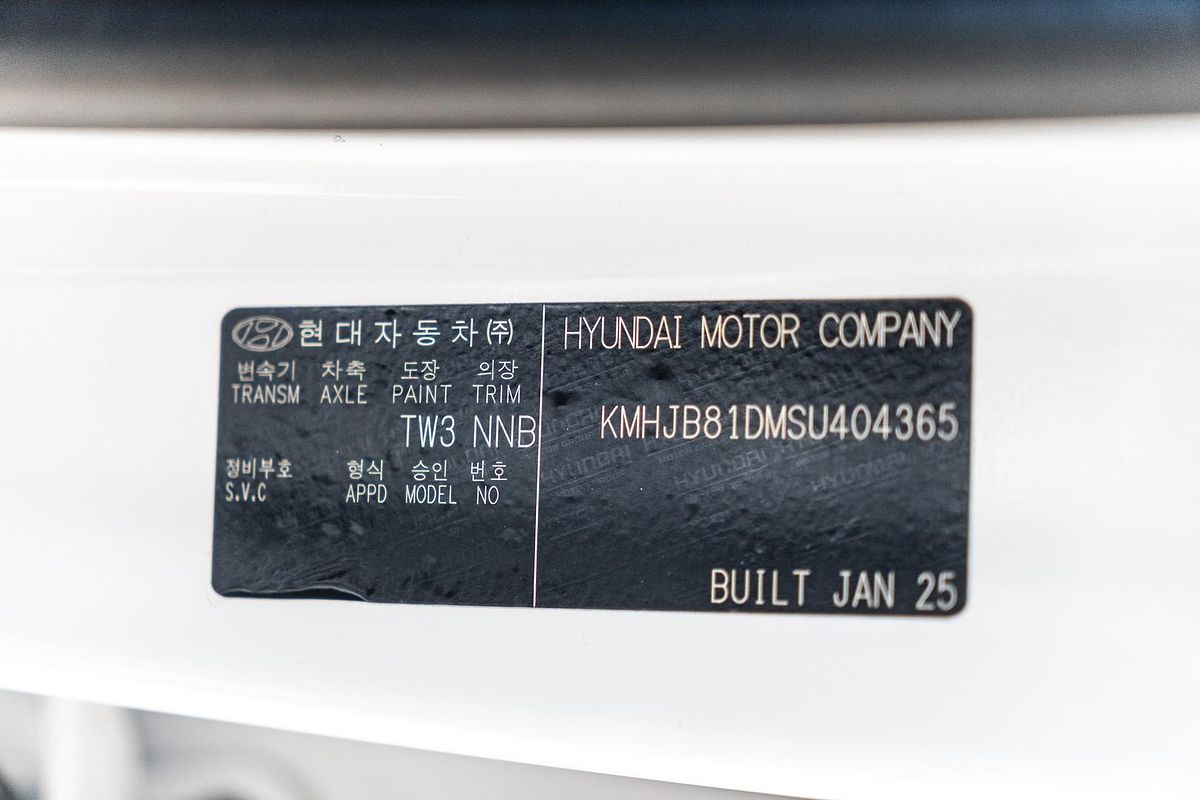 현대자동차㈜
변속기 차축 도장 의장
TRANSM AXLE PAINT TRIM
TW3 NNB
정비부호 형식 승인 번호
S.V.C APPD MODEL NO
HYUNDAI MOTOR COMPANY
KMHJB81DMSU404365
BUILT JAN 25